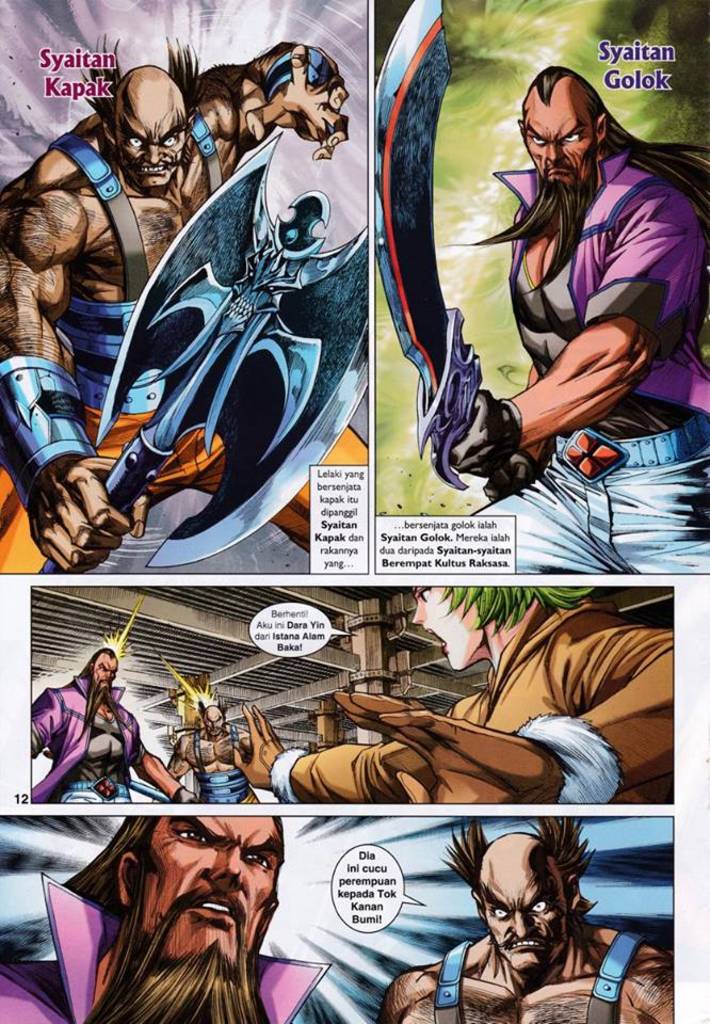 Syaitan
Kapak
Syaitan
Golok
Lelaki yang
bersenjata
kapak itu
dipanggil
Syaitan
Kapak dan
rakannya
yang...
...bersenjata golok ialah
Syaitan Golok. Mereka ialah
dua daripada Syaitan-syaitan
Berempat Kultus Raksasa.
Berhenti!
Aku ini Dara Yin
dari Istana Alam
Baka!
12
Dia
ini cucu
perempuan
kepada Tok
Kanan
Bumi!